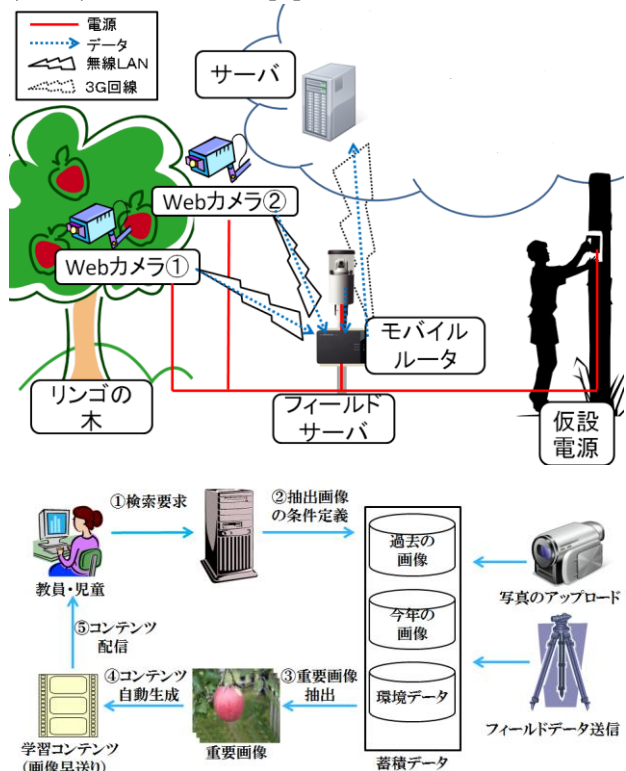 電源
データ
無線LAN
3G回線
サーバ
Webカメラ②
Webカメラ①
モバイル
ルータ
リンゴの
木
フィールド
サーバ
仮設
電源
①検索要求
②抽出画像
の条件定義
過去の
画像
教員・児童
写真のアップロード
今年の
画像
⑤コンテンツ
配信
④コンテンツ
自動生成
③重要画像
抽出
環境データ
フィールドデータ送信
学習コンテンツ
(画像早送り)
重要画像
蓄積データ